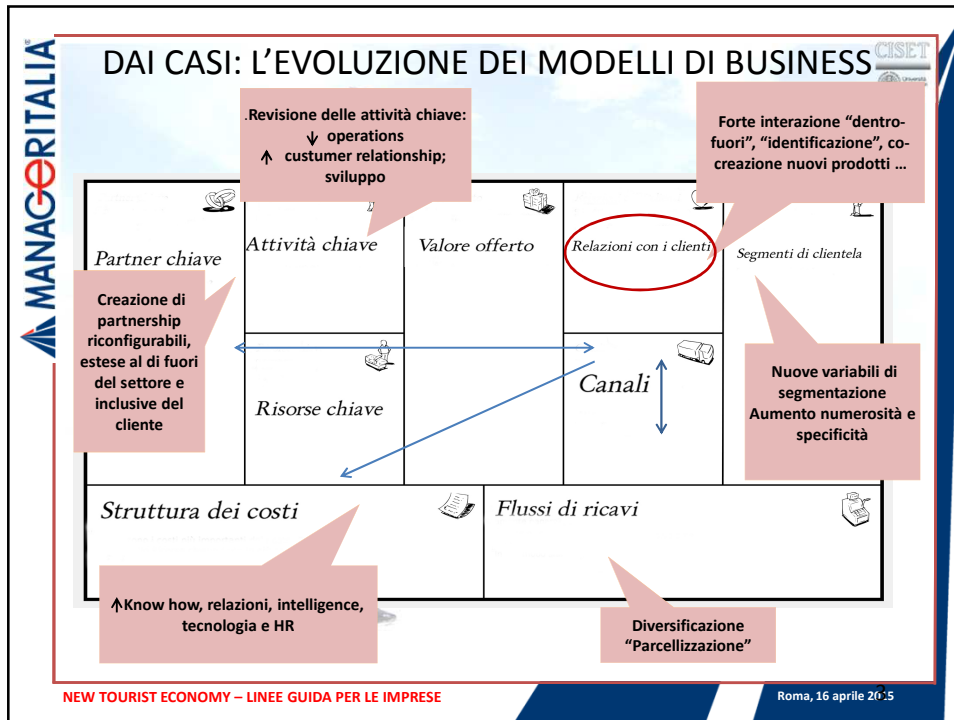 DAI CASI: L'EVOLUZIONE DEI MODELLI DI BUSINESS
CISET
MANAGERITALIA
.Revisione delle attività chiave:
↓ operations
↑ custumer relationship;
sviluppo
Forte interazione "dentro-
fuori", "identificazione", co-
creazione nuovi prodotti …
Partner chiave
Attività chiave
Valore offerto
Relazioni con i clienti
Segmenti di clientela
Creazione di
partnership
riconfigurabili,
estese al di fuori
del settore e
inclusive del
cliente
Risorse chiave
Canali
Nuove variabili di
segmentazione
Aumento numerosità e
specificità
Struttura dei costi
Flussi di ricavi
↑Know how, relazioni, intelligence,
tecnologia e HR
Diversificazione
"Parcellizzazione"
NEW TOURIST ECONOMY – LINEE GUIDA PER LE IMPRESE
Roma, 16 aprile 2015
3